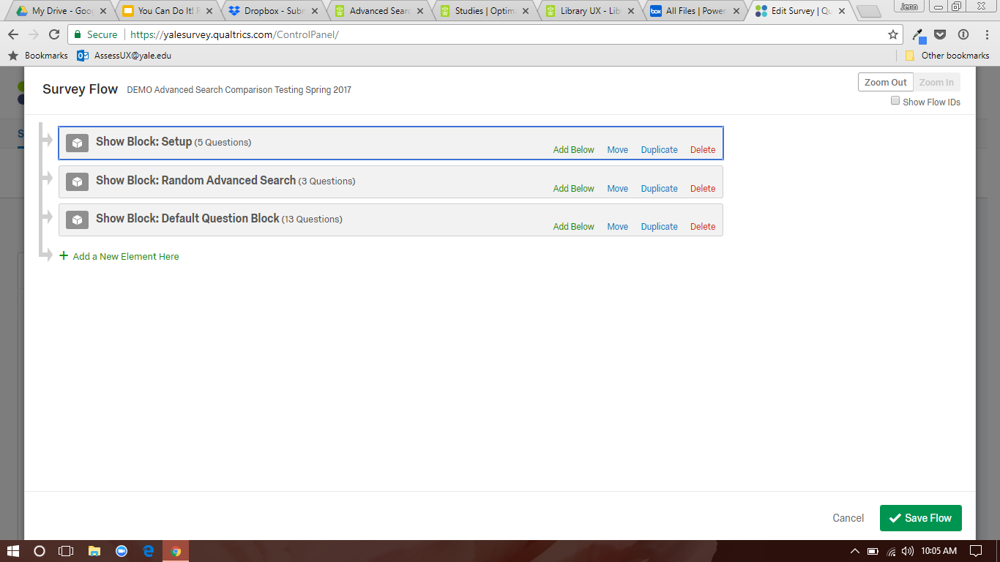 My Drive - Goo
You Can Do It!
Dropbox - Subm
Advanced Searc
Studies | Optim
Library UX - Lib
All Files | Power
Edit Survey | Qu
Jenn
Secure https://yalesurvey.qualtrics.com/ControlPanel/
Bookmarks AssessUX@yale.edu Other bookmarks
Survey Flow DEMO Advanced Search Comparison Testing Spring 2017
Zoom Out Zoom In
Show Flow IDs
Show Block: Setup (5 Questions)
Add Below Move Duplicate Delete
Show Block: Random Advanced Search (3 Questions)
Add Below Move Duplicate Delete
Show Block: Default Question Block (13 Questions)
Add Below Move Duplicate Delete
+ Add a New Element Here
Cancel Save Flow
10:05 AM